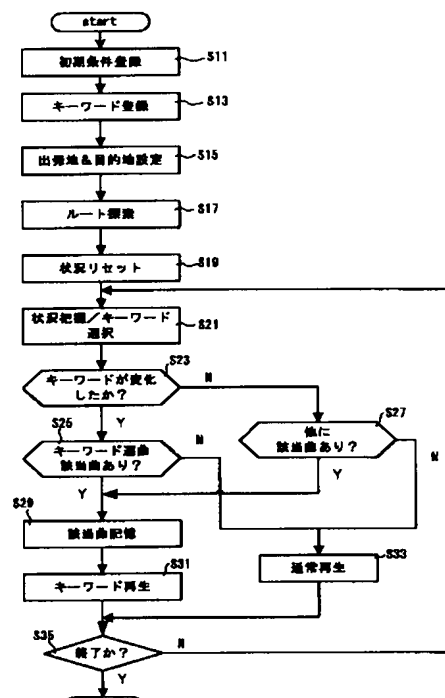 start
初期条件登録
S11
キーワード登録
S13
出発地&目的地設定
S15
ルート探索
S17
状況リセット
S19
状況把握/キーワード
選択
S21
キーワードが変化
したか?
S23
N
Y
S25
キーワード選曲
該当曲あり?
N
Y
他に
該当曲あり?
S27
N
Y
S29
該当曲記憶
キーワード再生
S31
通常再生
S33
S35
終了か?
N
Y